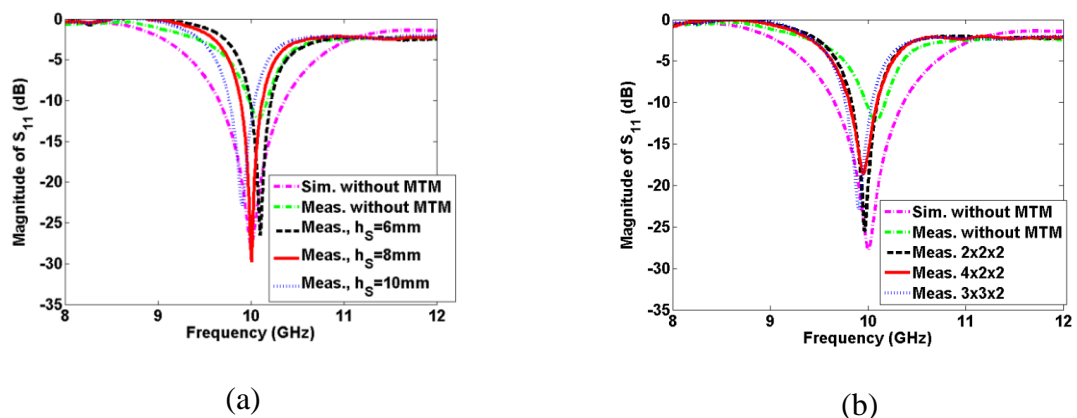 0
-5
-10
-15
-20
-25
-30
-35
Magnitude of S11 (dB)
Sim. without MTM
Meas. without MTM
Meas., hS=6mm
Meas., hS=8mm
Meas., hS=10mm
8 9 10 11 12
Frequency (GHz)
(a)
0
-5
-10
-15
-20
-25
-30
-35
Magnitude of S11 (dB)
Sim. without MTM
Meas. without MTM
Meas. 2x2x2
Meas. 4x2x2
Meas. 3x3x2
8 9 10 11 12
Frequency (GHz)
(b)